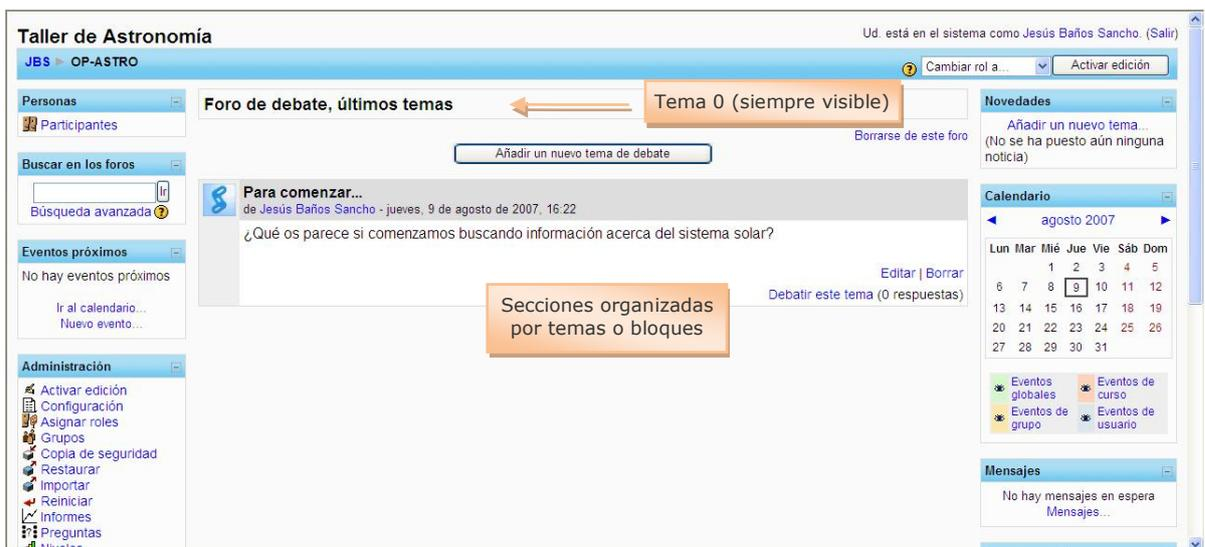 Taller de Astronomía
Ud. está en el sistema como Jesús Baños Sancho. (Salir)
JBS ► OP-ASTRO
Cambiar rol a...
Activar edición
Personas
Participantes
Buscar en los foros
Ir
Búsqueda avanzada
Eventos próximos
No hay eventos próximos
Ir al calendario...
Nuevo evento...
Administración
Activar edición
Configuración
Asignar roles
Grupos
Copia de seguridad
Restaurar
Importar
Reiniciar
Informes
Preguntas
Niveles
Foro de debate, últimos temas
Tema 0 (siempre visible)
Borrarse de este foro
Añadir un nuevo tema de debate
Para comenzar...
de Jesús Baños Sancho - jueves, 9 de agosto de 2007, 16:22
¿Qué os parece si comenzamos buscando información acerca del sistema solar?
Editar | Borrar
Debatir este tema (0 respuestas)
Secciones organizadas
por temas o bloques
Novedades
Añadir un nuevo tema...
(No se ha puesto aún ninguna
noticia)
Calendario
◄ agosto 2007 ►
Lun Mar Mié Jue Vie Sáb Dom
1 2 3 4 5
6 7 8 9 10 11 12
13 14 15 16 17 18 19
20 21 22 23 24 25 26
27 28 29 30 31
Eventos globales
Eventos de curso
Eventos de grupo
Eventos de usuario
Mensajes
No hay mensajes en espera
Mensajes...